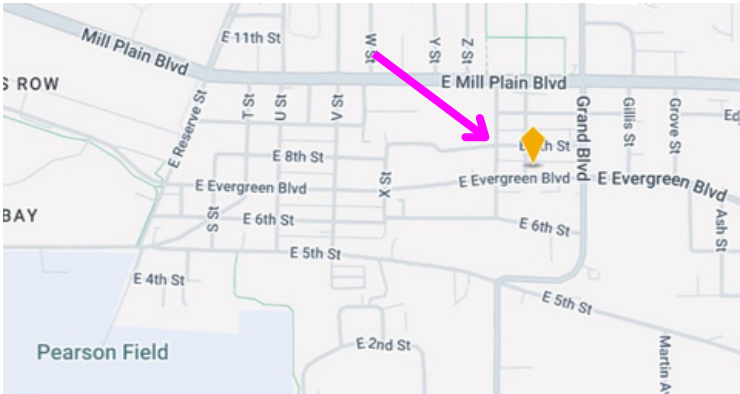 E 11th St
Mill Plain Blvd
W St
Y St
Z St
S ROW
E Mill Plain Blvd
E Reserve St
T St
U St
V St
Grand Blvd
Gillis St
Grove St
Ed
E 8th St
h St
E Evergreen Blvd
X St
E Evergreen Blvd
E Evergreen Blvd
BAY
S St
E 6th St
E 6th St
Ash St
E 5th St
E 4th St
E 5th St
Pearson Field
E 2nd St
Martin Av